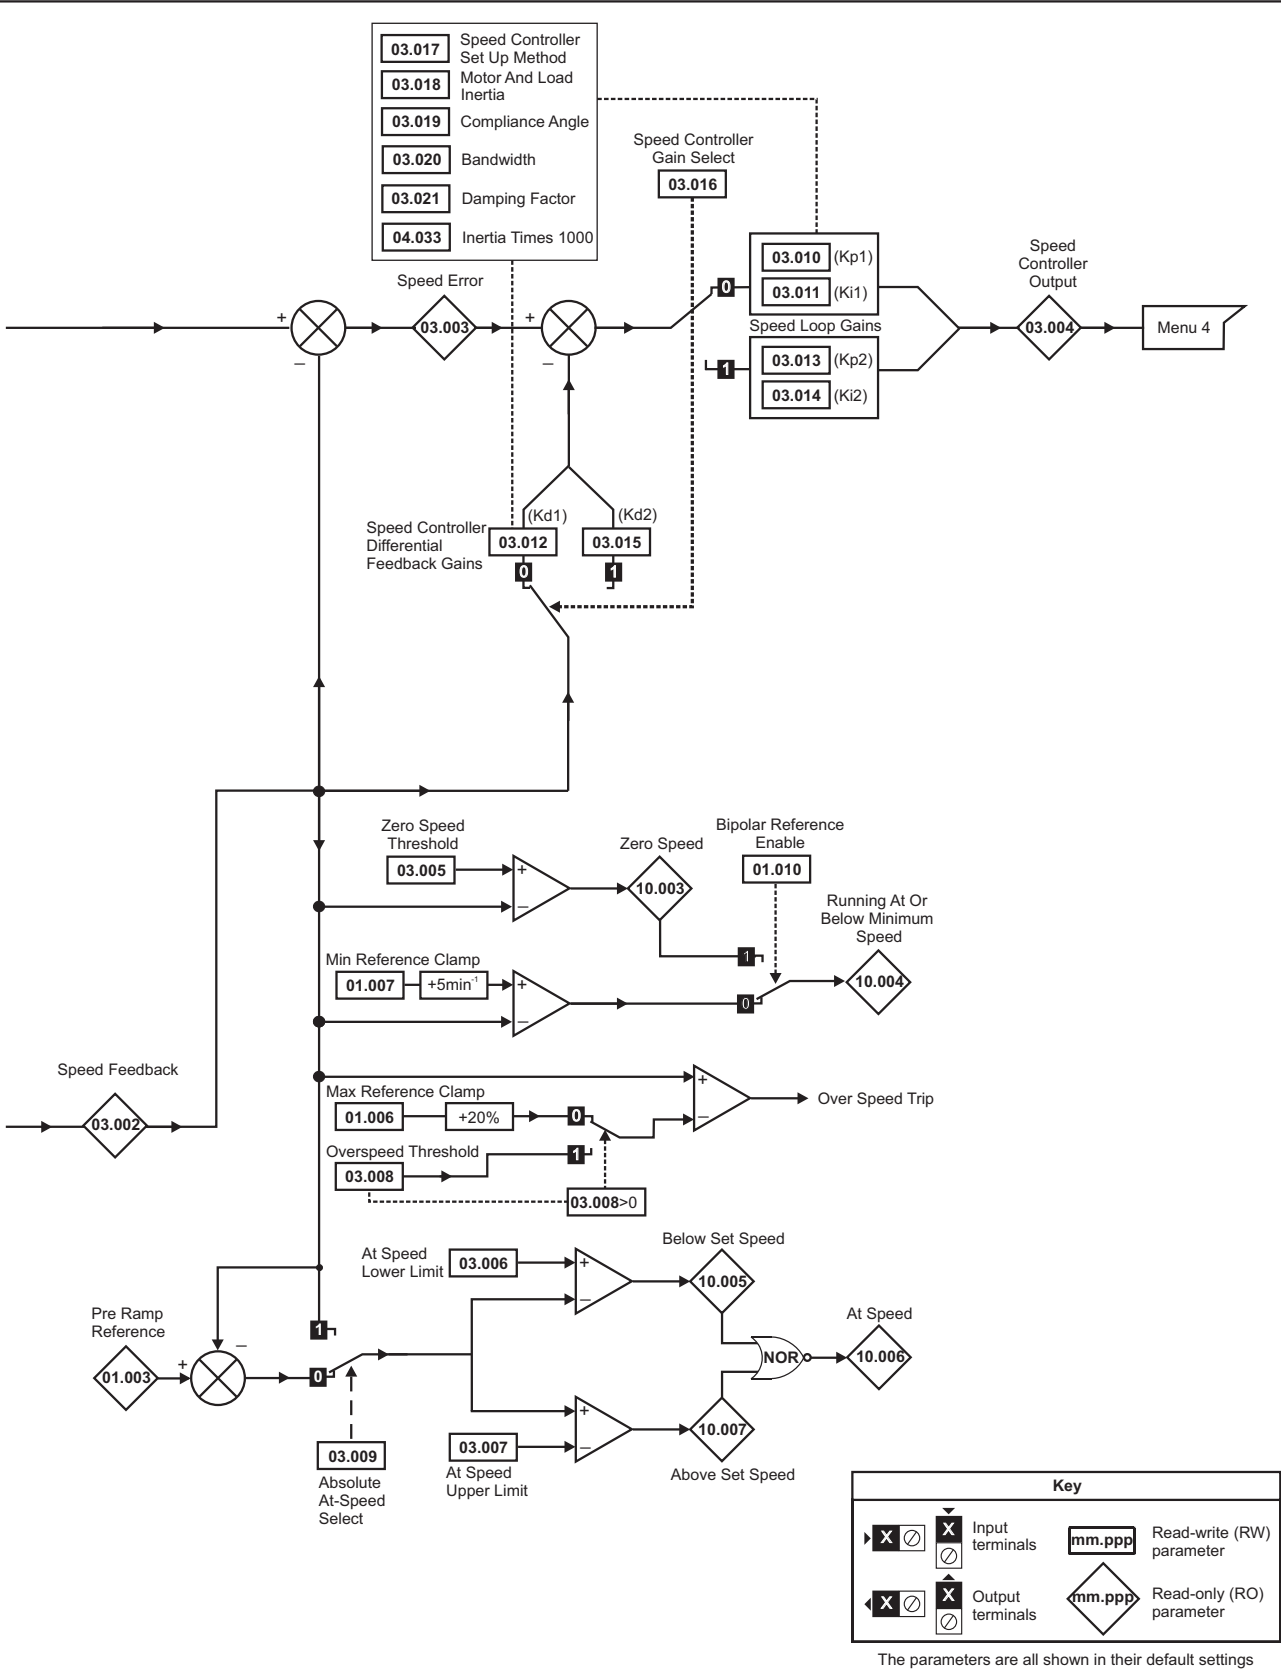 03.017
Speed Controller
Set Up Method
03.018
Motor And Load
Inertia
03.019
Compliance Angle
03.020
Bandwidth
03.021
Damping Factor
04.033
Inertia Times 1000
Speed Controller
Gain Select
03.016
Speed Error
+
–
03.003
+
–
0
03.010
(Kp1)
03.011
(Ki1)
Speed Loop Gains
1
03.013
(Kp2)
03.014
(Ki2)
Speed
Controller
Output
03.004
Menu 4
(Kd1)
(Kd2)
Speed Controller
Differential
Feedback Gains
03.012
03.015
0
1
Zero Speed
Threshold
03.005
+
–
Zero Speed
10.003
Bipolar Reference
Enable
01.010
Running At Or
Below Minimum
Speed
1
0
10.004
Min Reference Clamp
01.007
+5min-1
+
–
Speed Feedback
03.002
Max Reference Clamp
01.006
+20%
0
+
–
Over Speed Trip
Overspeed Threshold
03.008
1
03.008>0
At Speed
Lower Limit
03.006
+
–
Below Set Speed
10.005
Pre Ramp
Reference
01.003
+
–
1
0
NOR
At Speed
10.006
03.009
Absolute
At-Speed
Select
03.007
At Speed
Upper Limit
+
–
10.007
Above Set Speed
Key
X
X
Input
terminals
mm.ppp
Read-write (RW)
parameter
X
X
Output
terminals
mm.ppp
Read-only (RO)
parameter
The parameters are all shown in their default settings